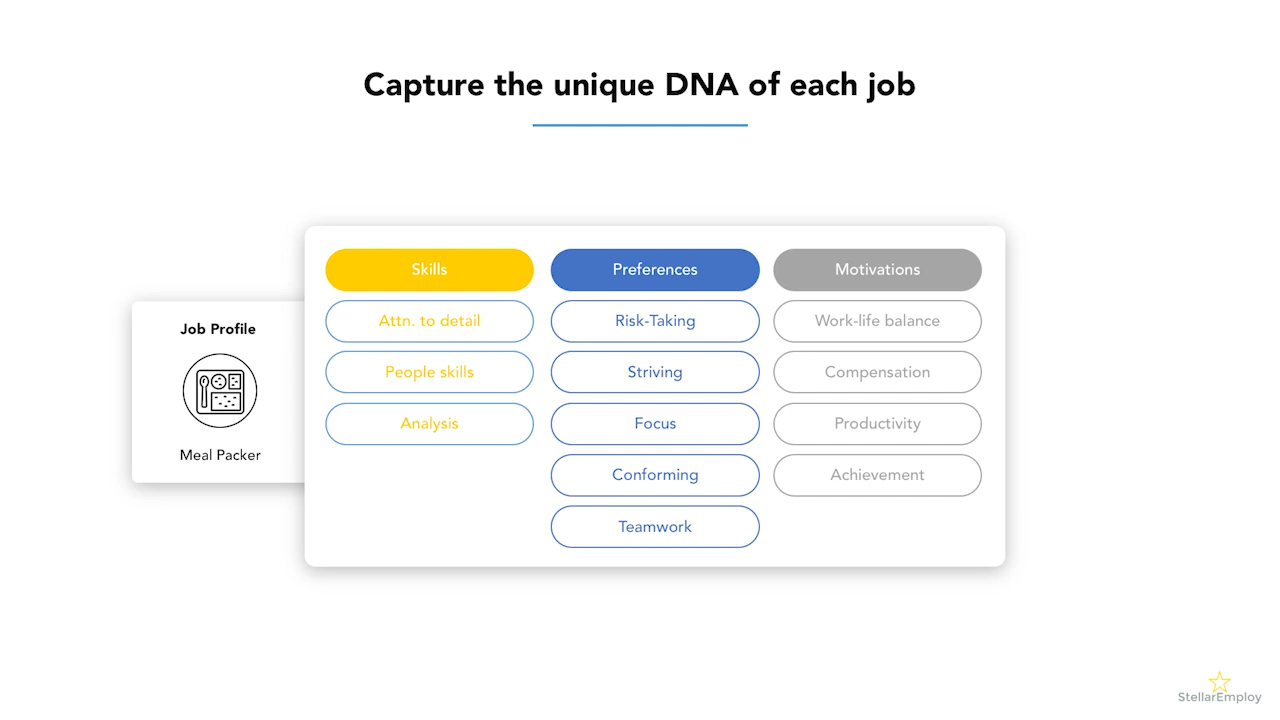 Capture the unique DNA of each job
Job Profile
Meal Packer
Skills
Attn. to detail
People skills
Analysis
Preferences
Risk-Taking
Striving
Focus
Conforming
Teamwork
Motivations
Work-life balance
Compensation
Productivity
Achievement
StellarEmploy